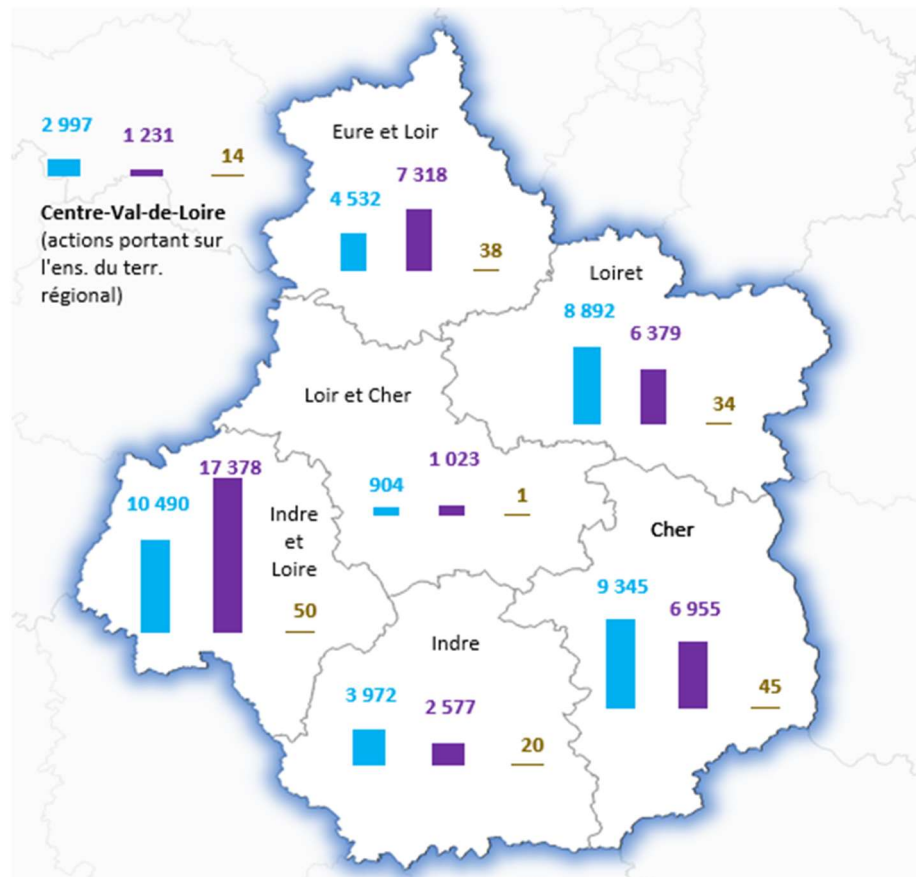 2 997
1 231
14
Centre-Val-de-Loire
(actions portant sur
l'ens. du terr.
régional)
Eure et Loir
4 532
7 318
38
Loiret
8 892
6 379
34
Loir et Cher
904
1 023
1
10 490
17 378
Indre
et
Loire
50
Cher
9 345
6 955
45
Indre
3 972
2 577
20